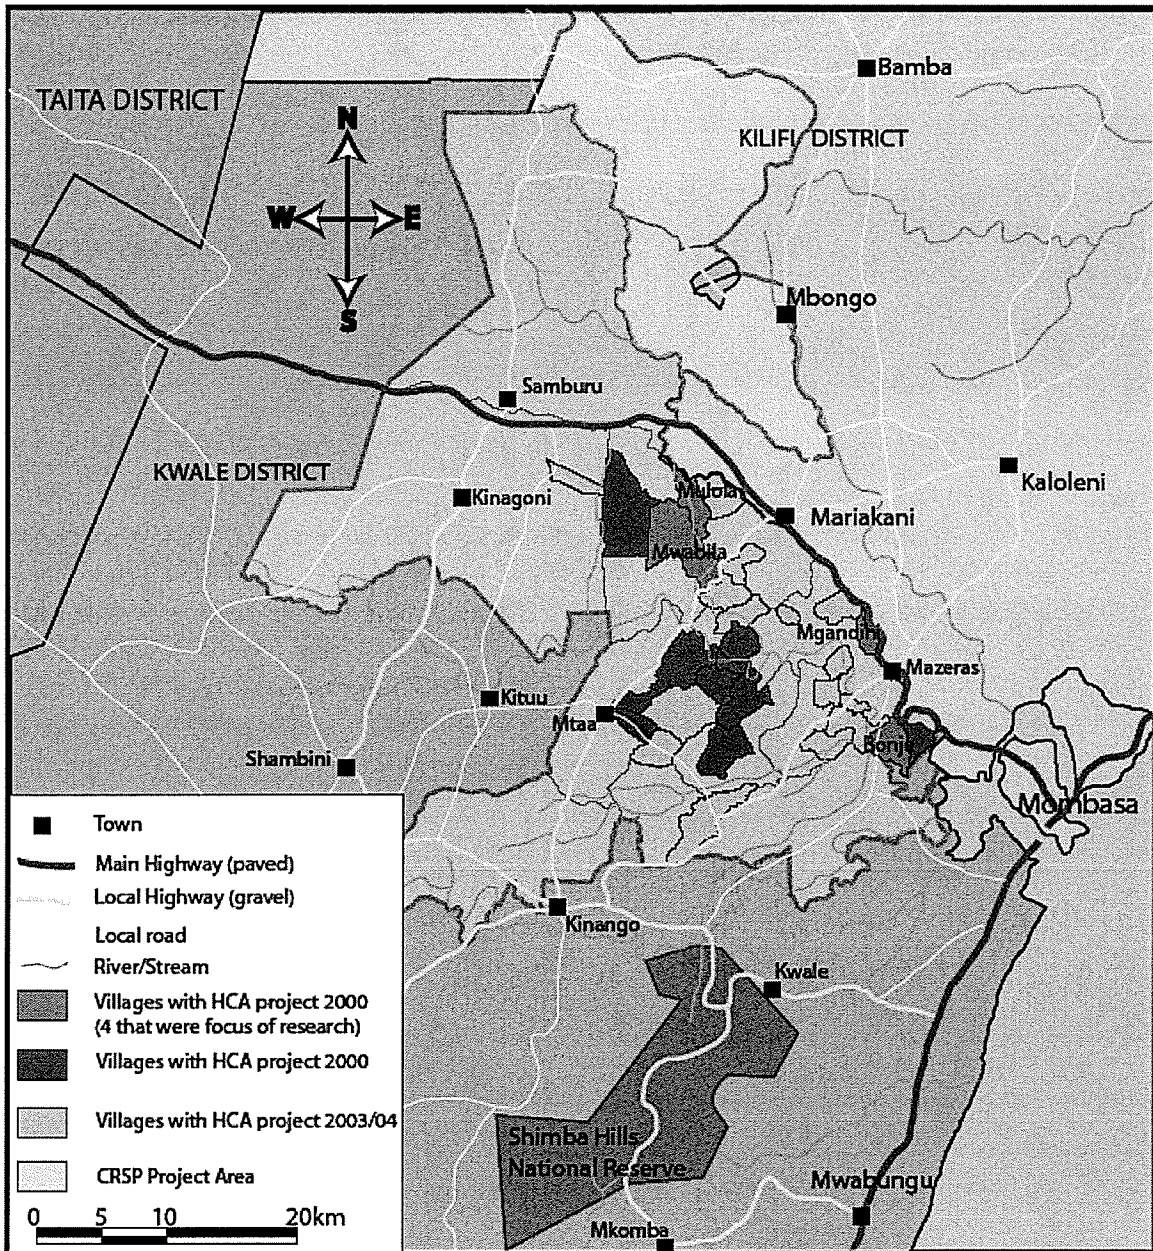 Bamba
TAITA DISTRICT
N
KILIFI DISTRICT
W
E
S
Mbongo
Samburu
KWALE DISTRICT
Kaloleni
Kinagoni
Mulola
Mariakani
Mwabila
Mgandini
Mazeras
Kituu
Mtaa
Bonje
Shambini
Mombasa
Town
Main Highway (paved)
Local Highway (gravel)
Local road
River/Stream
Villages with HCA project 2000
(4 that were focus of research)
Villages with HCA project 2000
Villages with HCA project 2003/04
CRSP Project Area
0 5 10 20km
Kinango
Kwale
Shimba Hills
National Reserve
Mwabungu
Mkomba